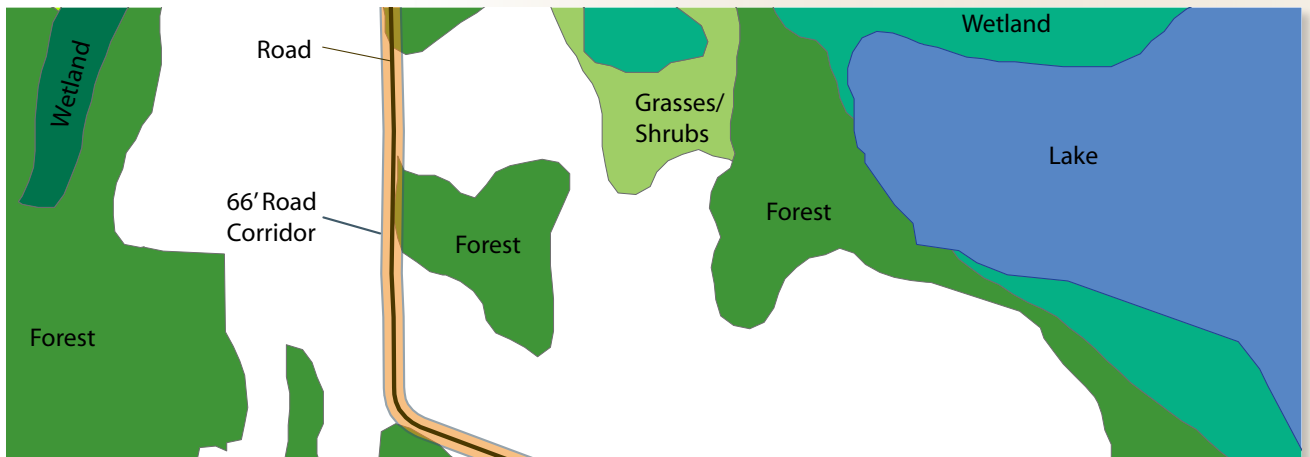 Wetland
Road
Wetland
Grasses/
Shrubs
Lake
66’ Road
Corridor
Forest
Forest
Forest